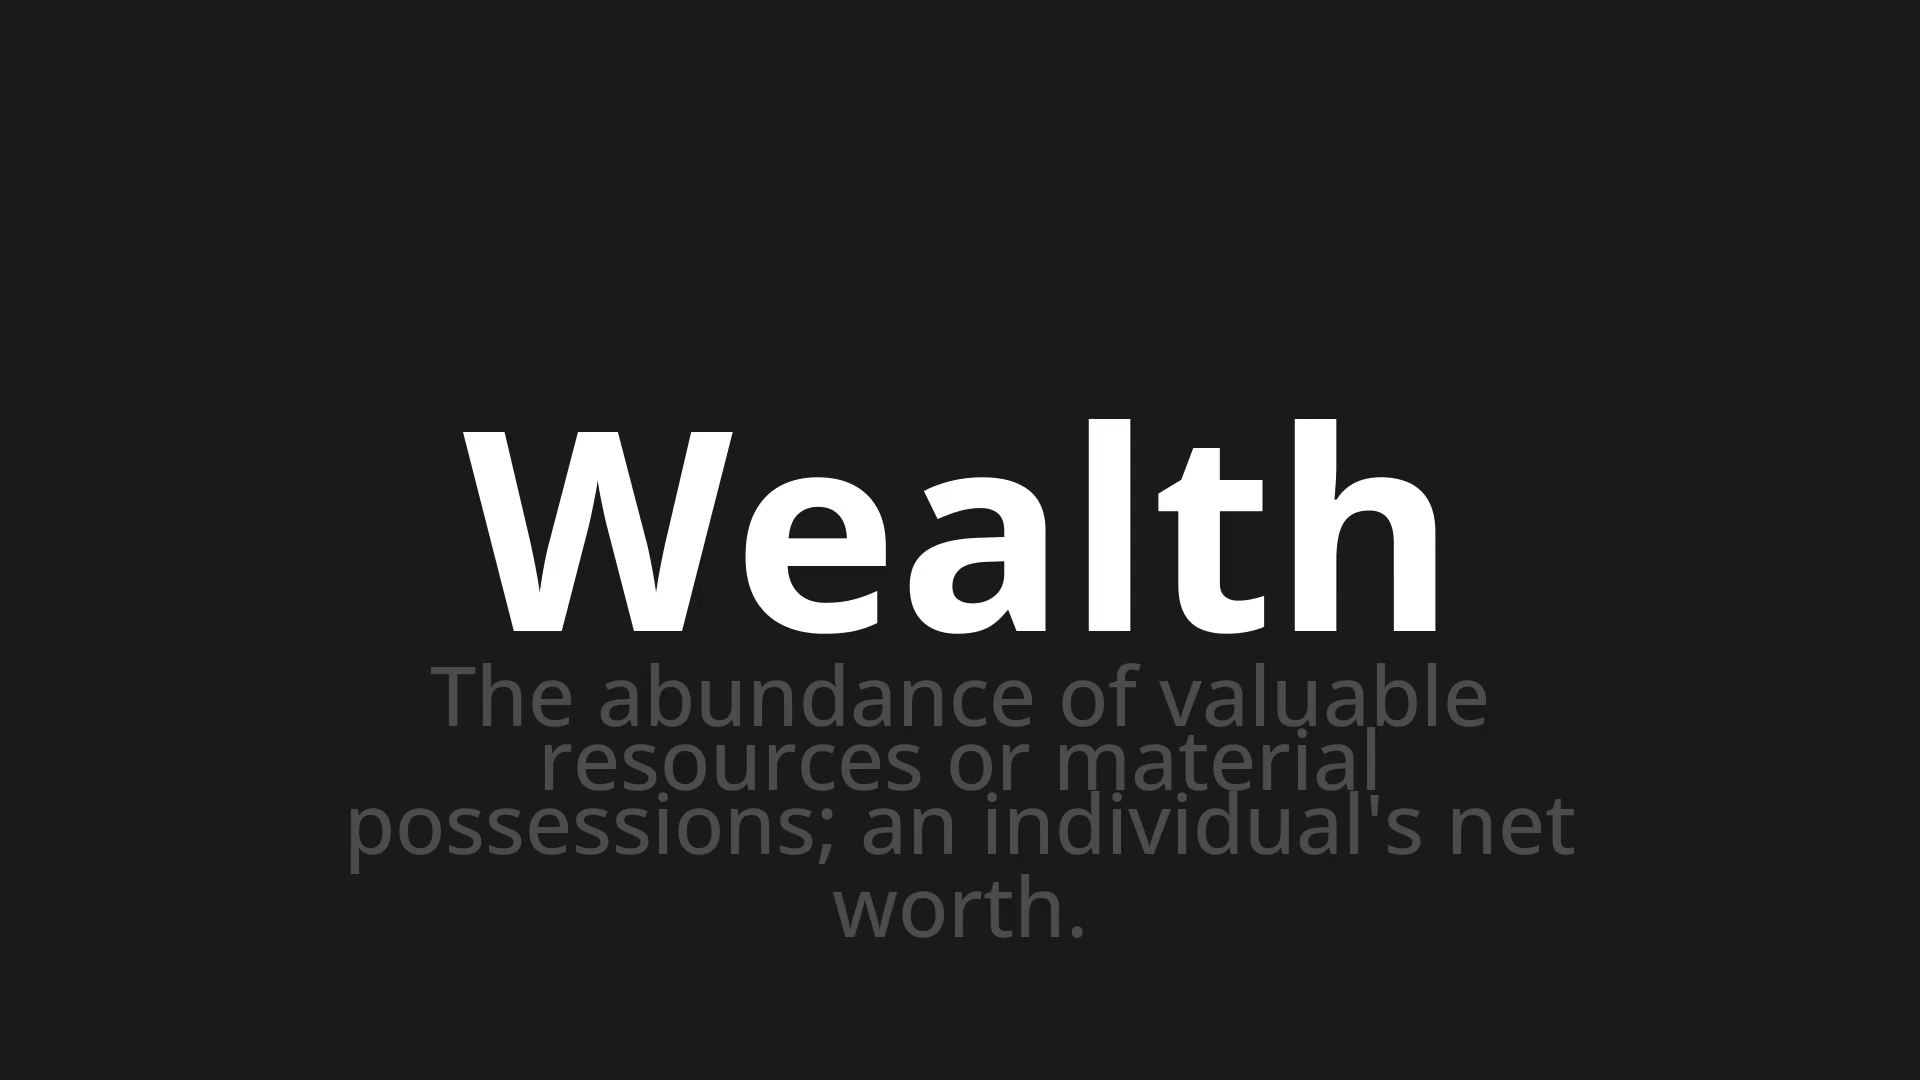 Wealth
The abundance of valuable
resources or material
possessions; an individual's net
worth.